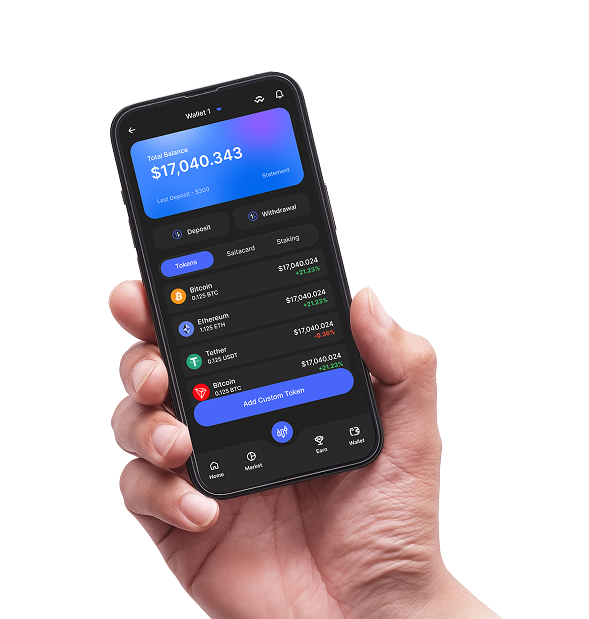 Wallet 1
Total Balance
$17,040.343
Last Deposit - $300
Statement
Deposit
Withdrawal
Tokens
Saitacard
Staking
Bitcoin
$17,040.024
0.125 BTC
+21.23%
Ethereum
$17,040.024
1.125 ETH
+21.23%
Tether
$17,040.024
0.125 USDT
-0.36%
Bitcoin
$17,040.024
0.125 BTC
+21.23%
Add Custom Token
Home
Market
Earn
Wallet